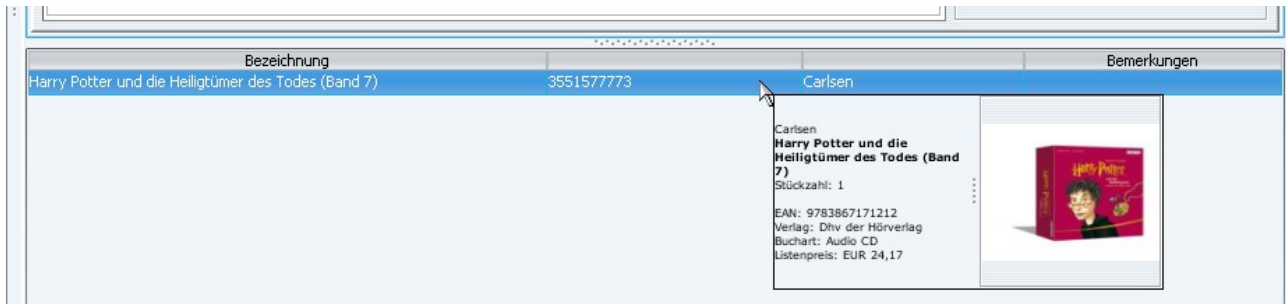 Bezeichnung Bemerkungen
Harry Potter und die Heiligtümer des Todes (Band 7) 3551577773 Carlsen
Carlsen
Harry Potter und die
Heiligtümer des Todes (Band
7)
Stückzahl: 1
EAN: 9783867171212
Verlag: Dhv der Hörverlag
Buchart: Audio CD
Listenpreis: EUR 24,17
Harry Potter